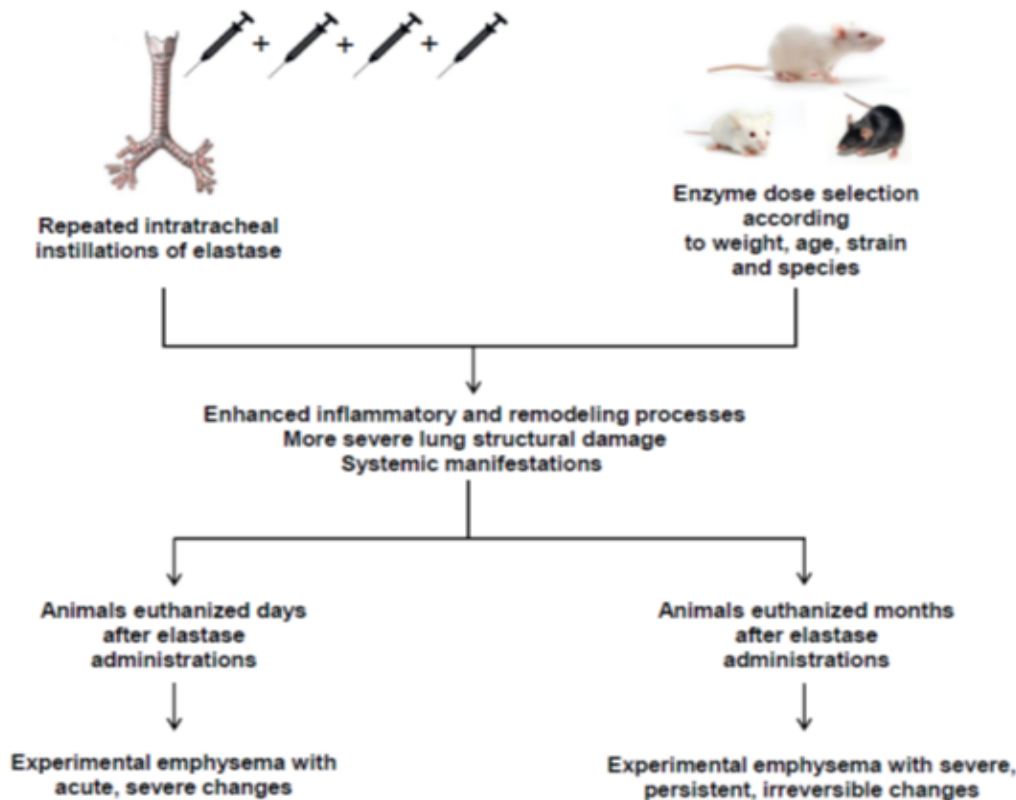 + + +
Repeated intratracheal
instillations of elastase
Enzyme dose selection
according
to weight, age, strain
and species
Enhanced inflammatory and remodeling processes
More severe lung structural damage
Systemic manifestations
Animals euthanized days
after elastase
administrations
Animals euthanized months
after elastase
administrations
Experimental emphysema with
acute, severe changes
Experimental emphysema with severe,
persistent, irreversible changes